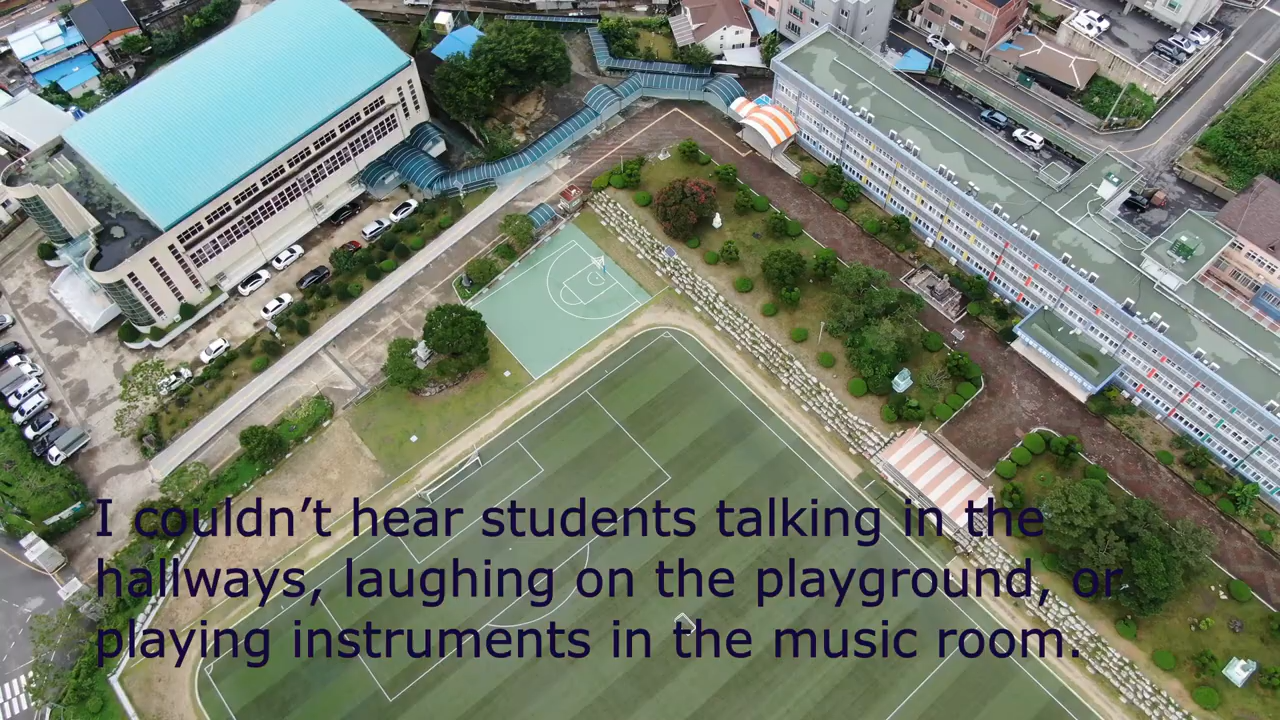 I couldn’t hear students talking in the
hallways, laughing on the playground, or
playing instruments in the music room.